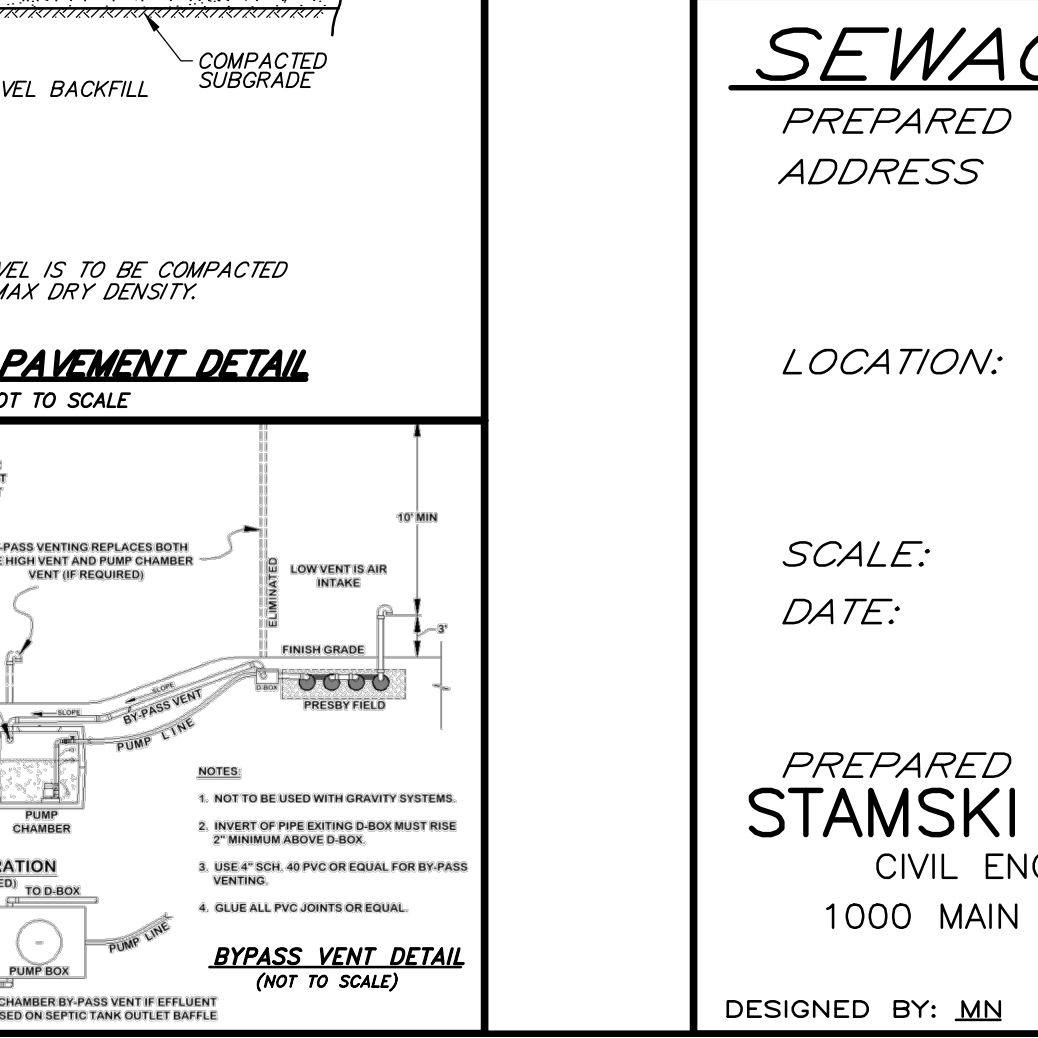 COMPACTED
SUBGRADE
VEL BACKFILL
VEL IS TO BE COMPACTED
MAX DRY DENSITY.
PAVEMENT DETAIL
OT TO SCALE
10' MIN
-PASS VENTING REPLACES BOTH
E HIGH VENT AND PUMP CHAMBER
VENT (IF REQUIRED)
ELIMINATED
LOW VENT IS AIR
INTAKE
3'
FINISH GRADE
D-BOX
PRESBY FIELD
SLOPE
SLOPE
BY-PASS VENT
PUMP LINE
PUMP
CHAMBER
NOTES:
1. NOT TO BE USED WITH GRAVITY SYSTEMS.
2. INVERT OF PIPE EXITING D-BOX MUST RISE
2" MINIMUM ABOVE D-BOX.
3. USE 4" SCH. 40 PVC OR EQUAL FOR BY-PASS
VENTING.
4. GLUE ALL PVC JOINTS OR EQUAL.
RATION
ED)
TO D-BOX
PUMP LINE
PUMP BOX
BYPASS VENT DETAIL
(NOT TO SCALE)
CHAMBER BY-PASS VENT IF EFFLUENT
SED ON SEPTIC TANK OUTLET BAFFLE
SEWAG
PREPARED
ADDRESS
LOCATION:
SCALE:
DATE:
PREPARED
STAMSKI
CIVIL ENG
1000 MAIN
DESIGNED BY: MN